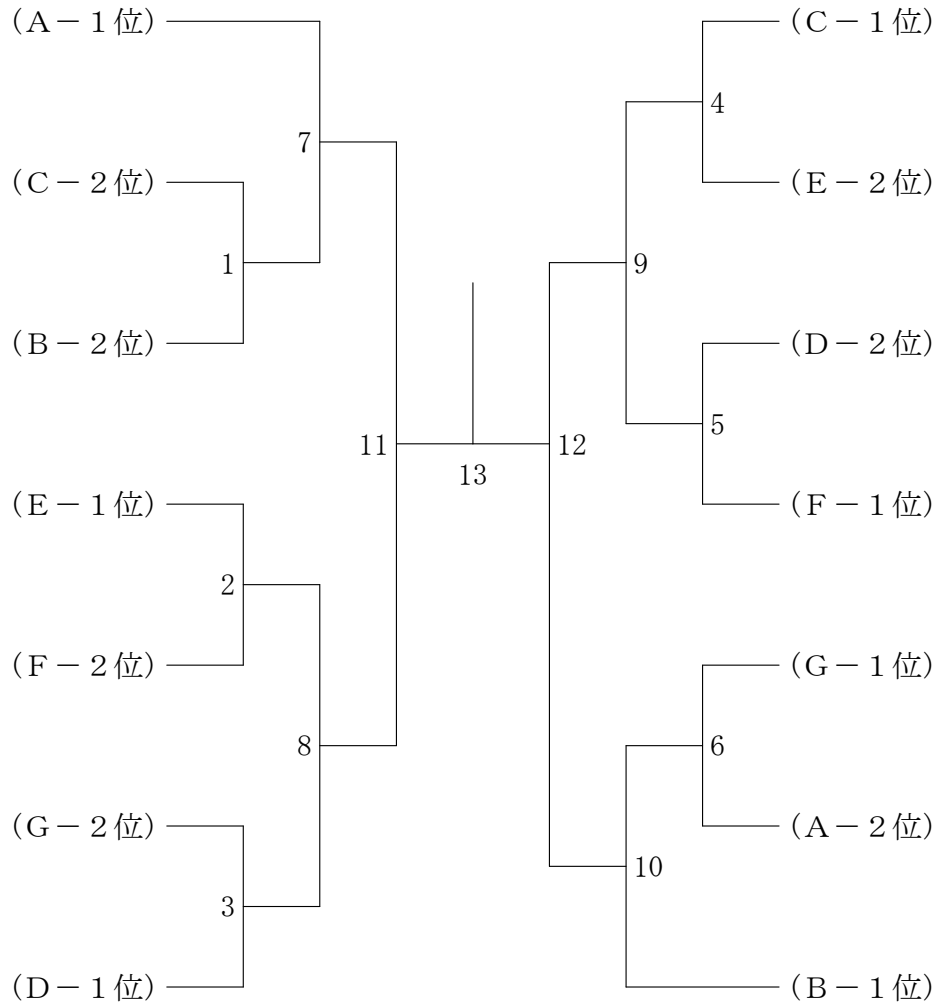 （A－1位）
7
（C－2位）
1
（B－2位）
11
（E－1位）
2
（F－2位）
8
（G－2位）
3
（D－1位）
13
（C－1位）
4
（E－2位）
9
（D－2位）
5
（F－1位）
12
（G－1位）
6
（A－2位）
10
（B－1位）